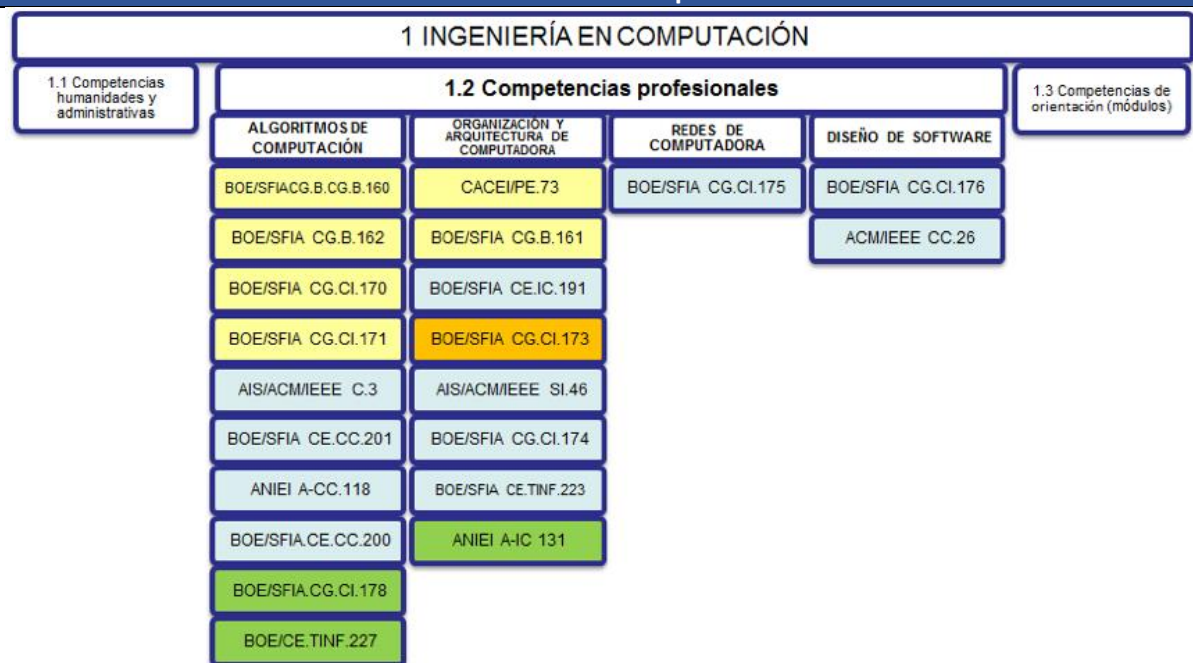 1 INGENIERÍA EN COMPUTACIÓN
1.1 Competencias
humanidades y
administrativas
1.2 Competencias profesionales
1.3 Competencias de
orientación (módulos)
ALGORITMOS DE
COMPUTACIÓN
BOE/SFIACG.B.CG.B.160
BOE/SFIA CG.B.162
BOE/SFIA CG.CI.170
BOE/SFIA CG.CI.171
AIS/ACM/IEEE C.3
BOE/SFIA CE.CC.201
ANIEI A-CC.118
BOE/SFIA.CE.CC.200
BOE/SFIA.CG.CI.178
BOE/CE.TINF.227
ORGANIZACIÓN Y
ARQUITECTURA DE
COMPUTADORA
CACEI/PE.73
BOE/SFIA CG.B.161
BOE/SFIA CE.IC.191
BOE/SFIA CG.CI.173
AIS/ACM/IEEE SI.46
BOE/SFIA CG.CI.174
BOE/SFIA CE.TINF.223
ANIEI A-IC 131
REDES DE
COMPUTADORA
BOE/SFIA CG.CI.175
DISEÑO DE SOFTWARE
BOE/SFIA CG.CI.176
ACM/IEEE CC.26